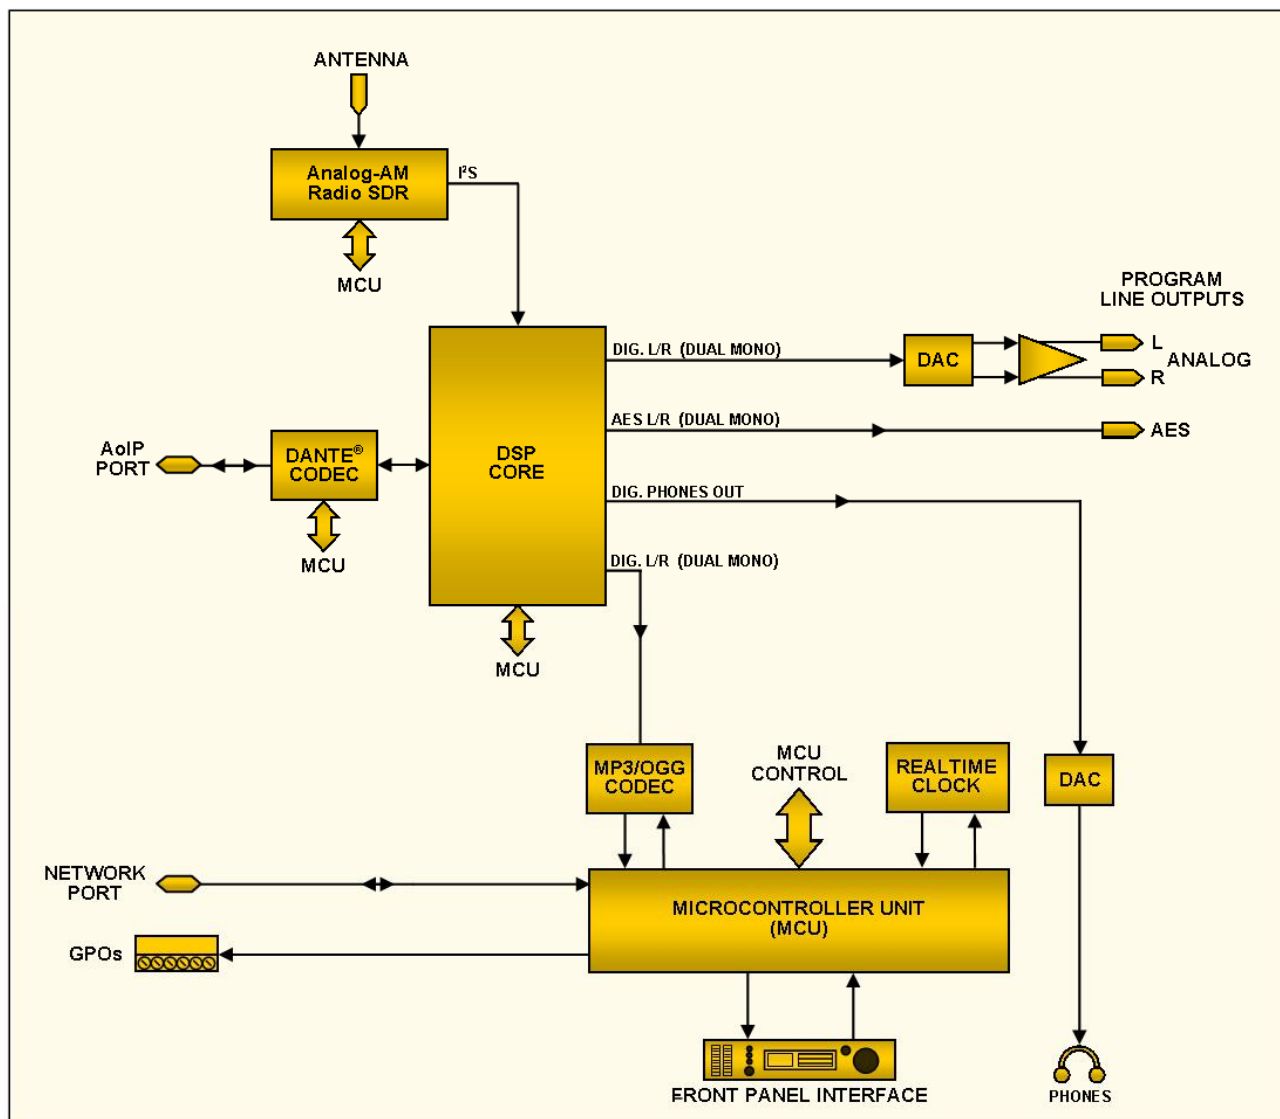 ANTENNA
Analog-AM
Radio SDR
I²S
MCU
PROGRAM
LINE OUTPUTS
DIG. L/R (DUAL MONO)
DAC
L
ANALOG
R
AES L/R (DUAL MONO)
AES
AoIP
PORT
DANTE®
CODEC
DSP
CORE
DIG. PHONES OUT
MCU
DIG. L/R (DUAL MONO)
MCU
MP3/OGG
CODEC
MCU
CONTROL
REALTIME
CLOCK
DAC
NETWORK
PORT
MICROCONTROLLER UNIT
(MCU)
GPOs
FRONT PANEL INTERFACE
PHONES